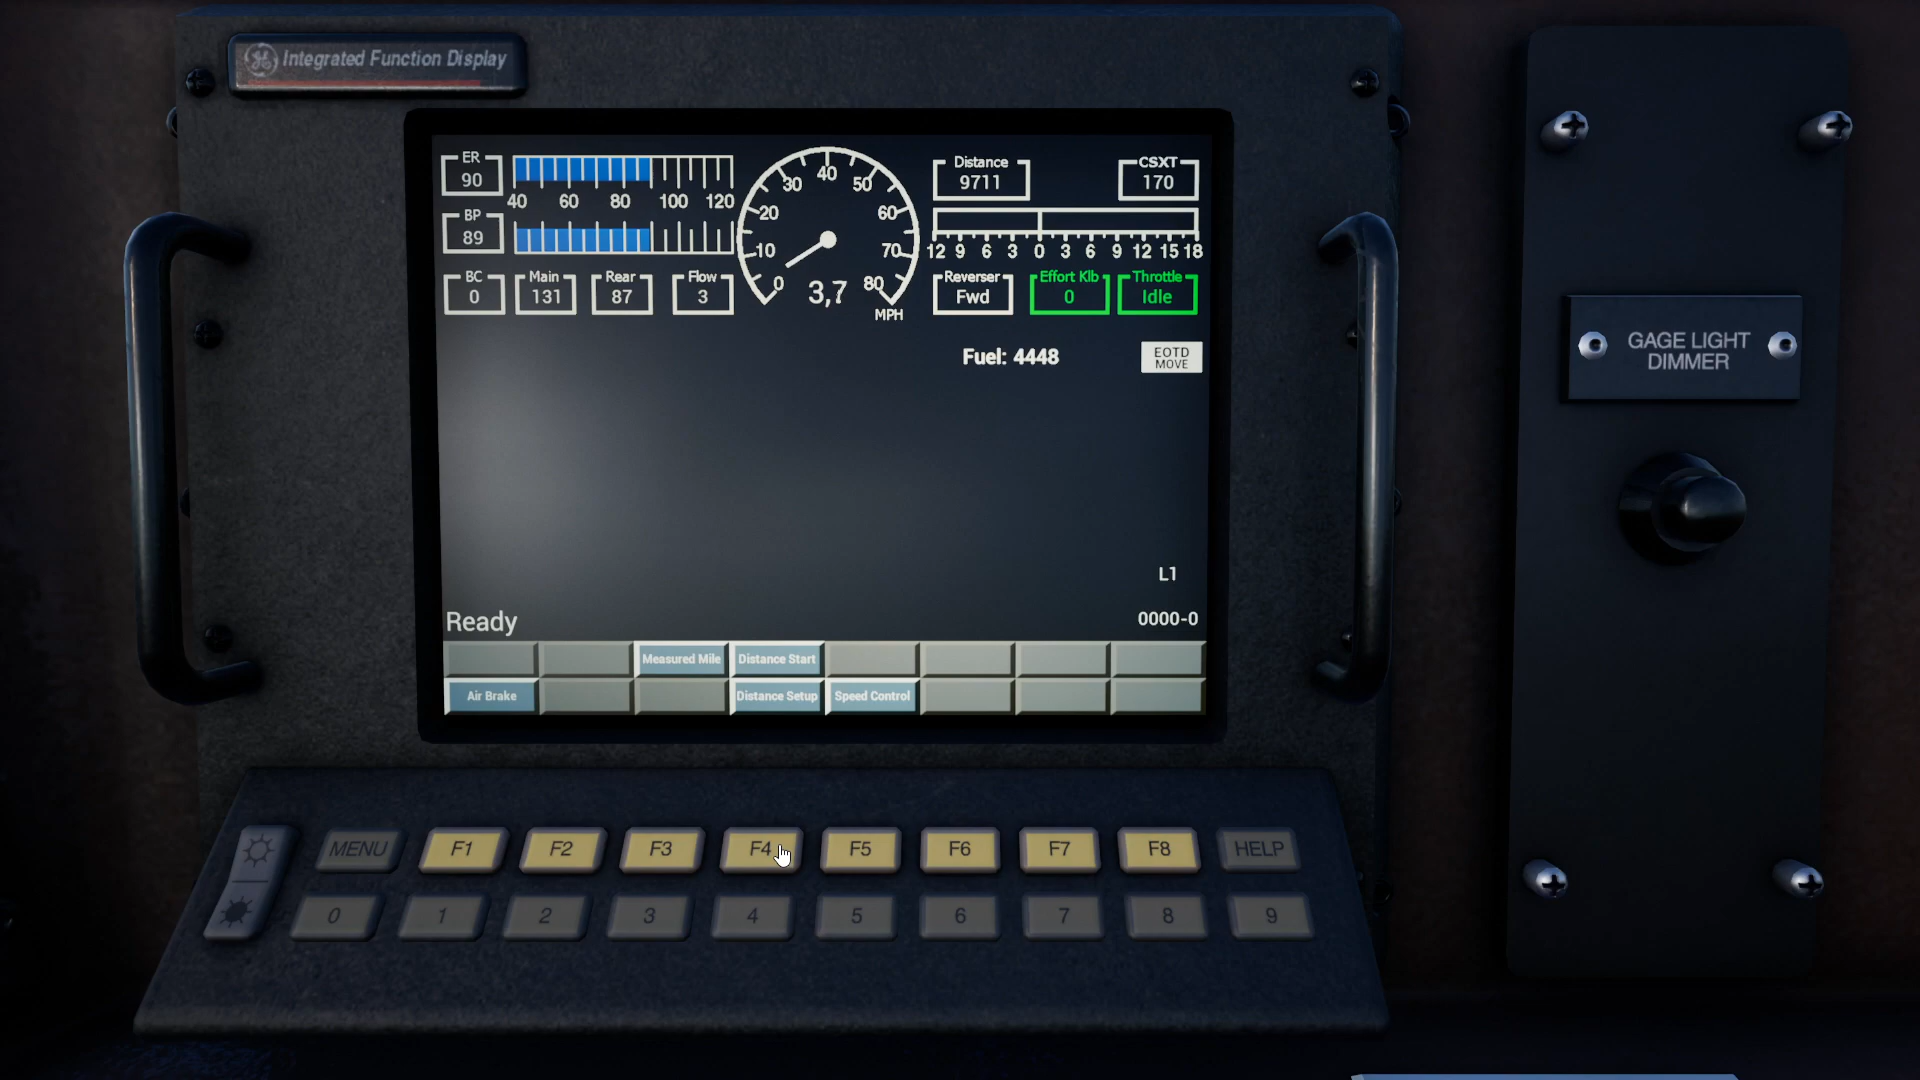 Integrated Function Display
ER
90
40 60 80 100 120
BP
89
BC
0
Main
131
Rear
87
Flow
3
0 10 20 30 40 50 60 70 80
3,7
MPH
Distance
9711
CSXT
170
12 9 6 3 0 3 6 9 12 15 18
Reverser
Fwd
Effort Klb
0
Throttle
Idle
Fuel: 4448
EOTD
MOVE
L1
Ready
0000-0
Measured Mile Distance Start
Air Brake Distance Setup Speed Control
MENU F1 F2 F3 F4 F5 F6 F7 F8 HELP
0 1 2 3 4 5 6 7 8 9
GAGE LIGHT
DIMMER